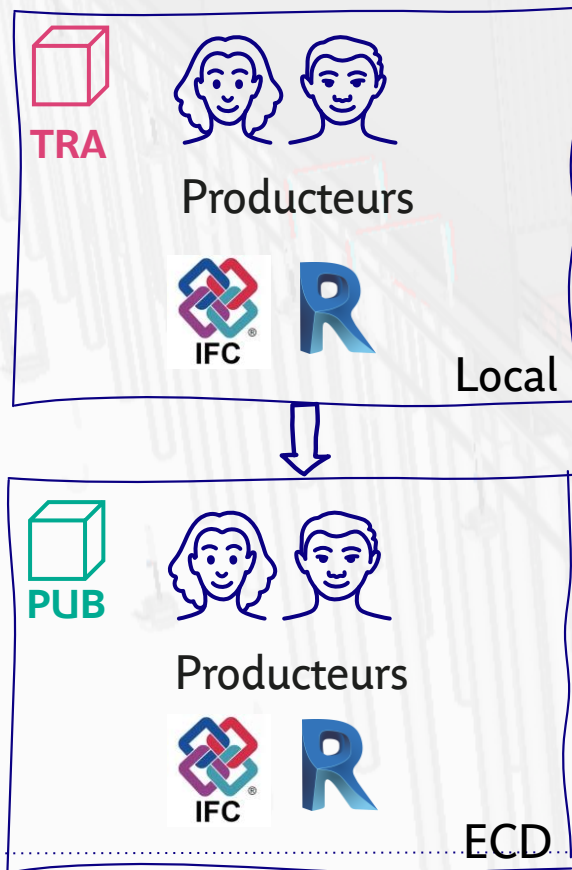 TRA
Producteurs
IFC
®
R
Local
PUB
Producteurs
IFC
®
R
ECD